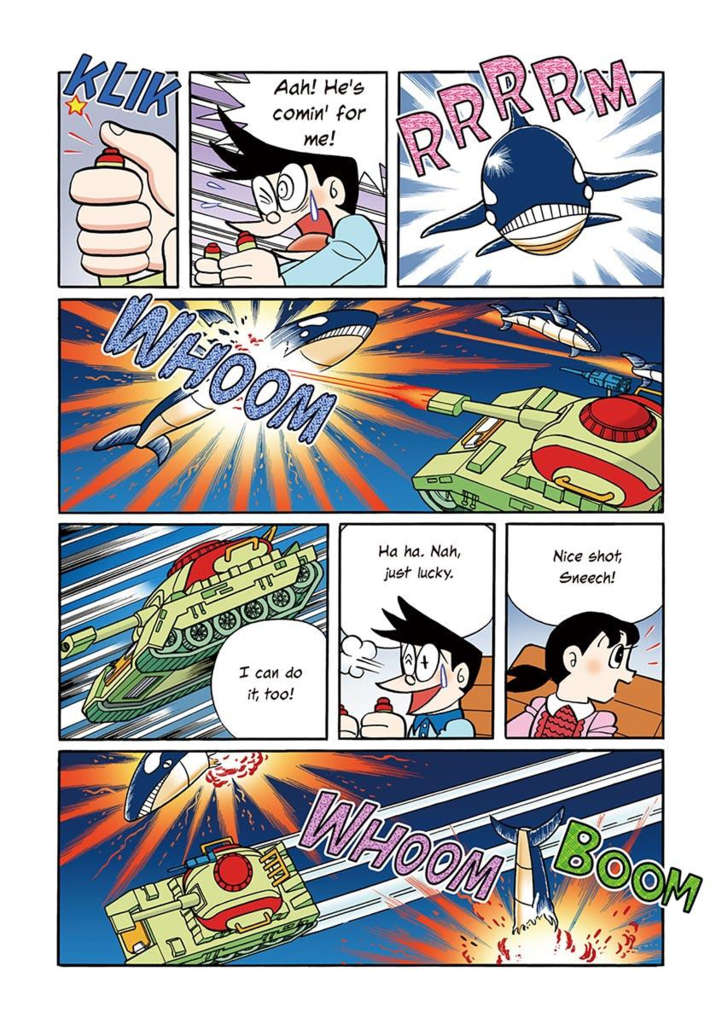 KLIK
Aah! He's
comin' for
me!
RRRRM
WHOOM
I can do
it, too!
Ha ha. Nah,
just lucky.
Nice shot,
Sneech!
WHOOM
BOOM